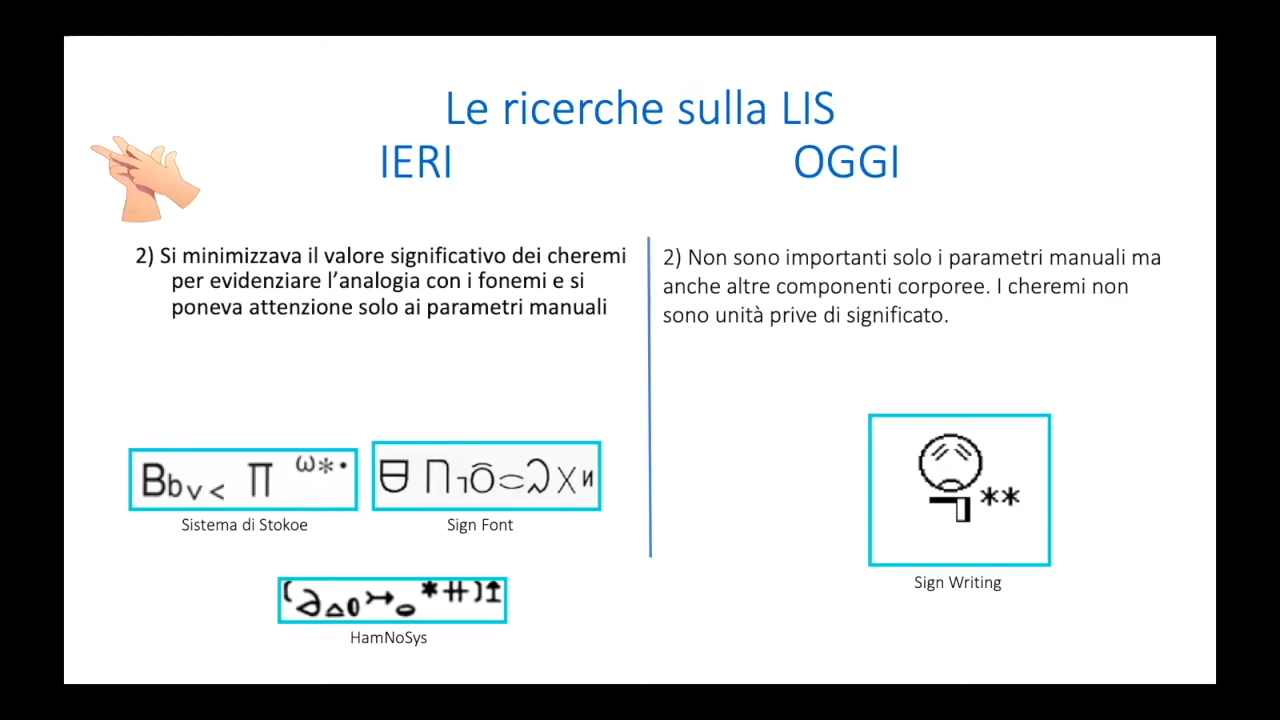 Le ricerche sulla LIS
IERI
OGGI
2) Si minimizzava il valore significativo dei cheremi
per evidenziare l'analogia con i fonemi e si
poneva attenzione solo ai parametri manuali
2) Non sono importanti solo i parametri manuali ma
anche altre componenti corporee. I cheremi non
sono unità prive di significato.
Sistema di Stokoe
Sign Font
HamNoSys
Sign Writing